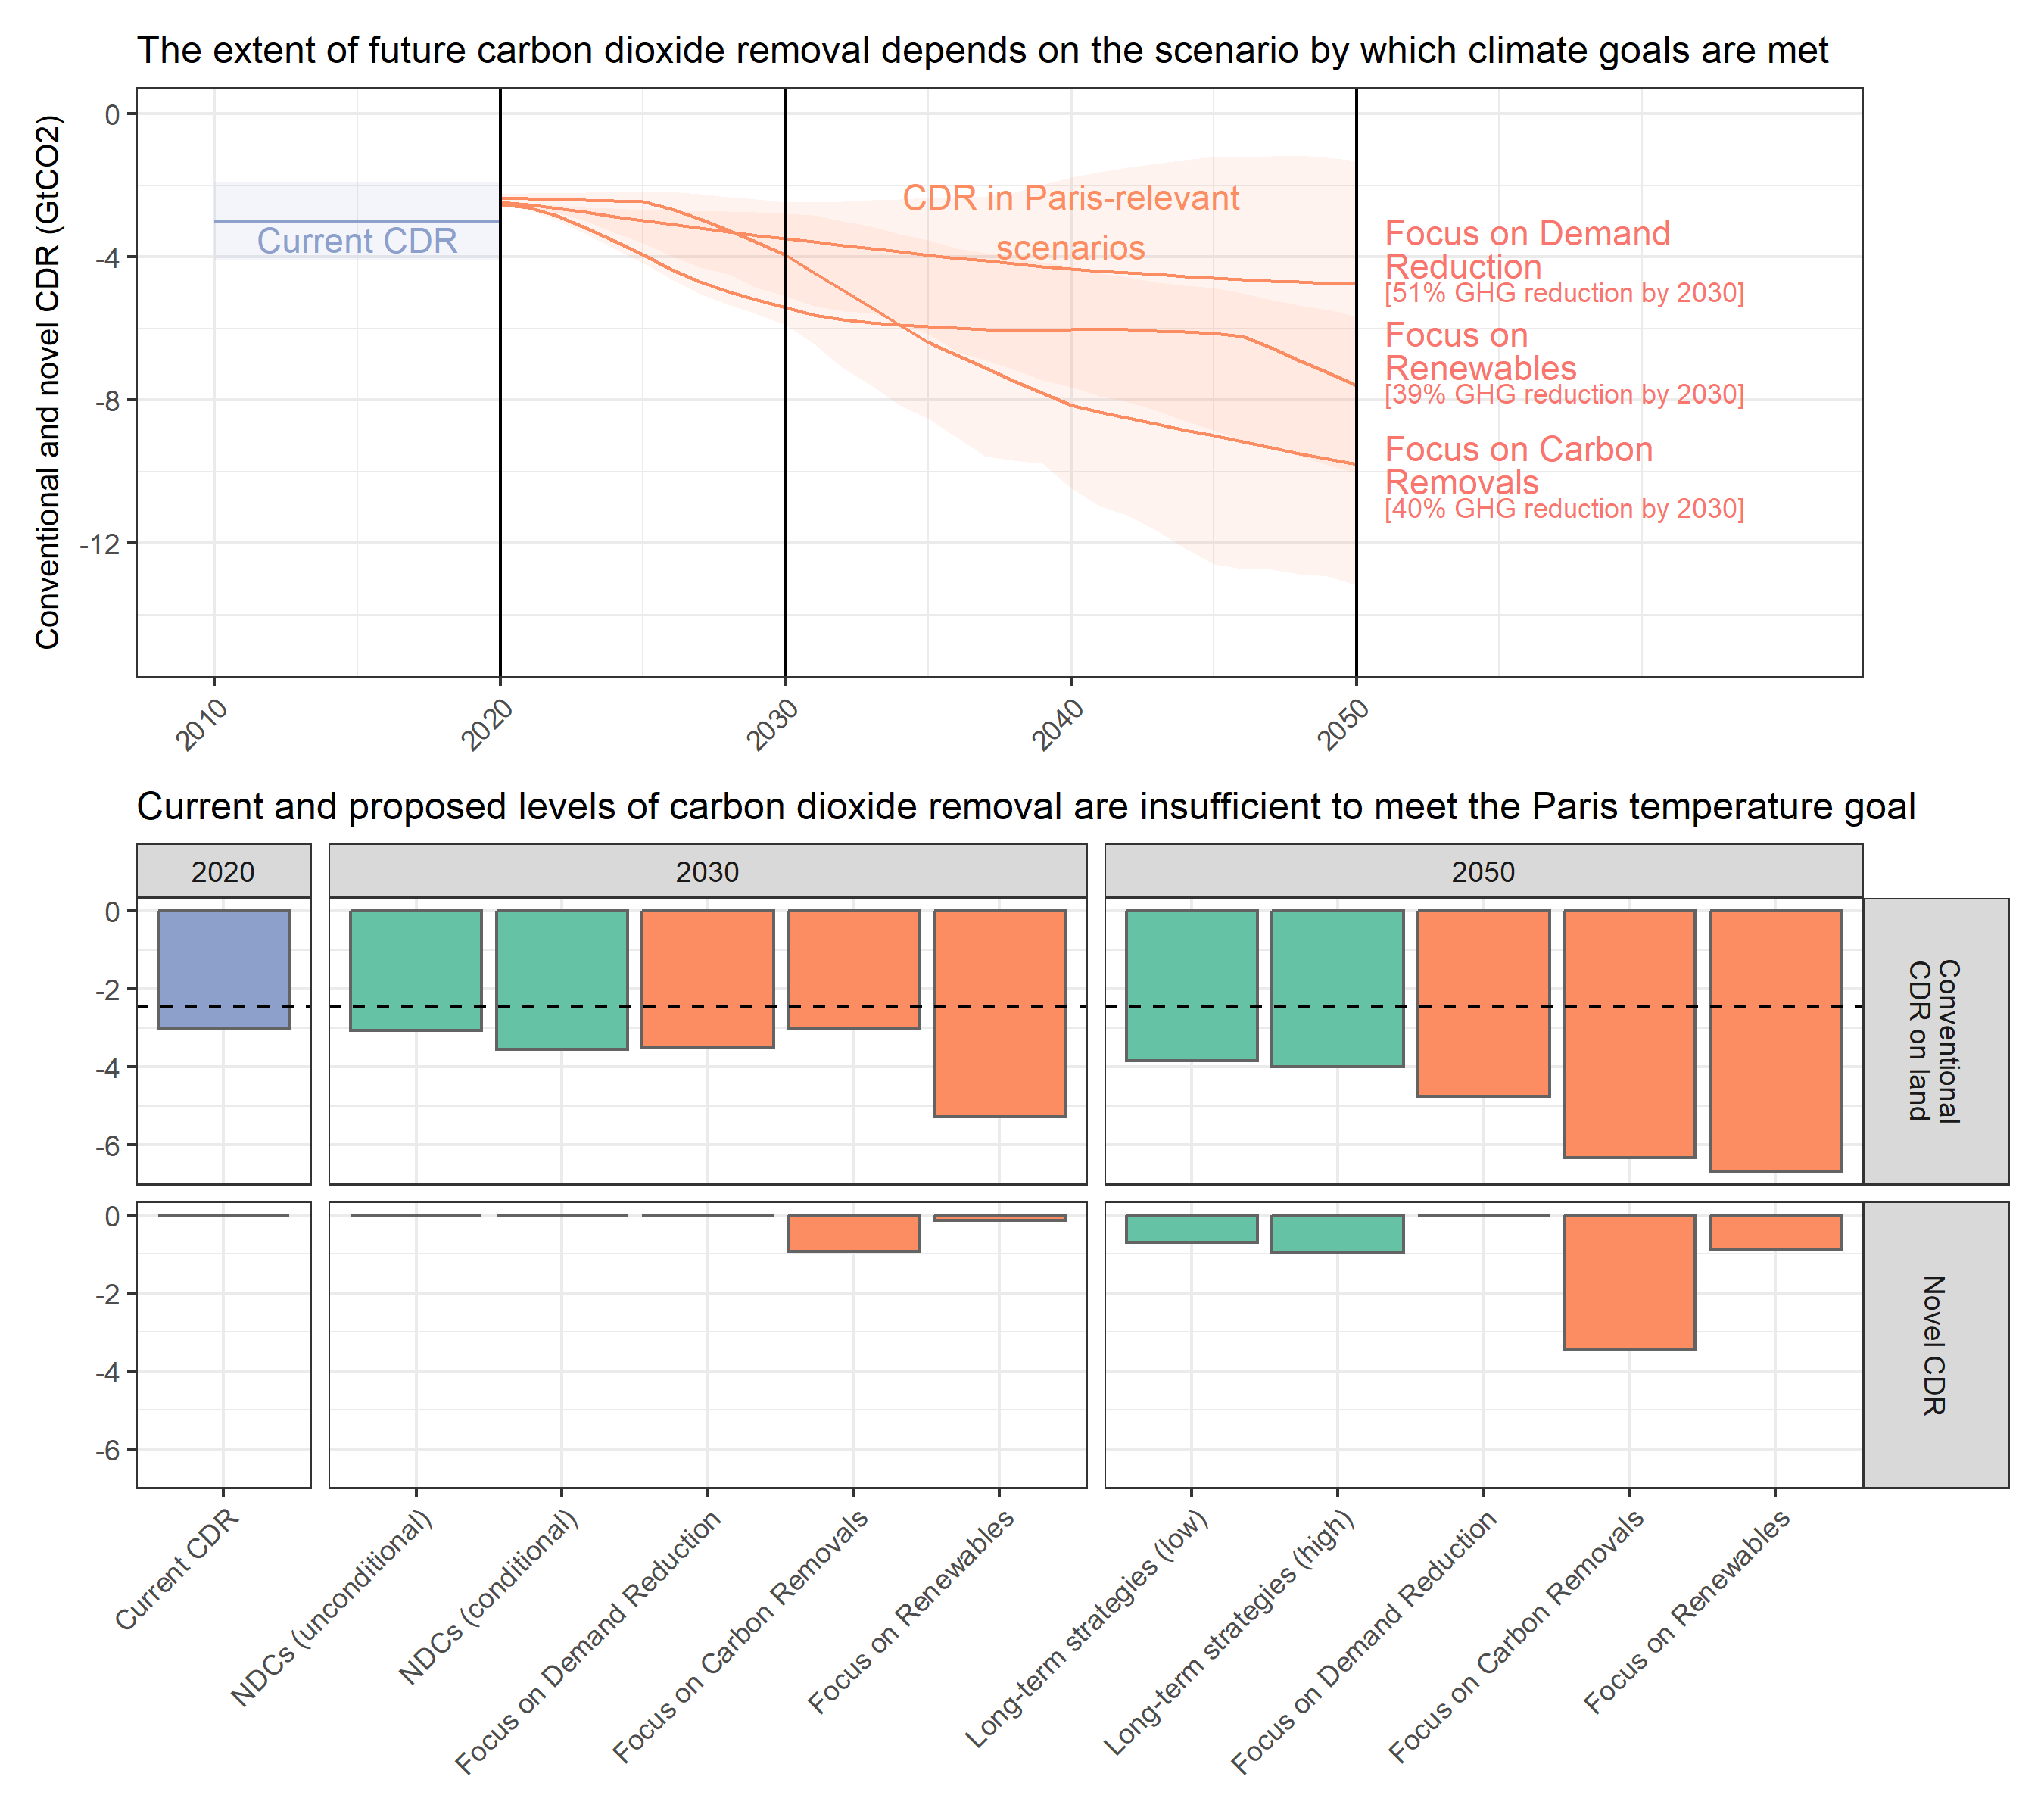 The extent of future carbon dioxide removal depends on the scenario by which climate goals are met
Conventional and novel CDR (GtCO2)
0
-4
-8
-12
Current CDR
CDR in Paris-relevant
scenarios
Focus on Demand
Reduction
[51% GHG reduction by 2030]
Focus on
Renewables
[39% GHG reduction by 2030]
Focus on Carbon
Removals
[40% GHG reduction by 2030]
2010
2020
2030
2040
2050
Current and proposed levels of carbon dioxide removal are insufficient to meet the Paris temperature goal
2020
2030
2050
0
-2
-4
-6
Conventional
CDR on land
0
-2
-4
-6
Novel CDR
Current CDR
NDCs (unconditional)
NDCs (conditional)
Focus on Demand Reduction
Focus on Carbon Removals
Focus on Renewables
Long-term strategies (low)
Long-term strategies (high)
Focus on Demand Reduction
Focus on Carbon Removals
Focus on Renewables